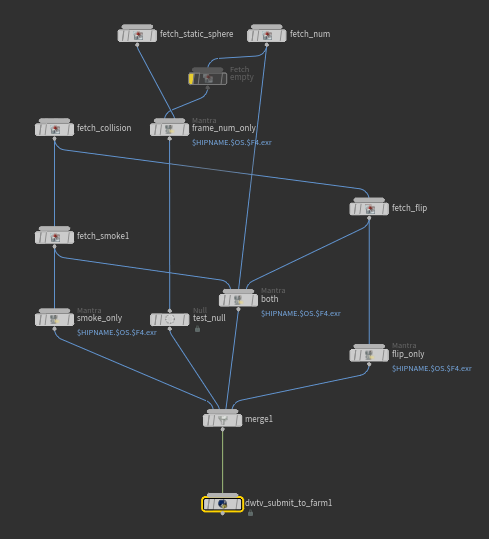 fetch_static_sphere
fetch_num
Fetch
empty
fetch_collision
Mantra
frame_num_only
$HIPNAME.$OS.$F4.exr
fetch_flip
fetch_smoke1
Mantra
both
$HIPNAME.$OS.$F4.exr
Mantra
smoke_only
$HIPNAME.$OS.$F4.exr
Null
test_null
Mantra
flip_only
$HIPNAME.$OS.$F4.exr
merge1
dwtv_submit_to_farm1